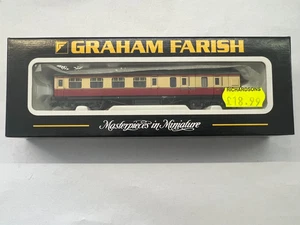 GRAHAM FARISH
RICHARDSONS
£18.99
Masterpieces in Miniature